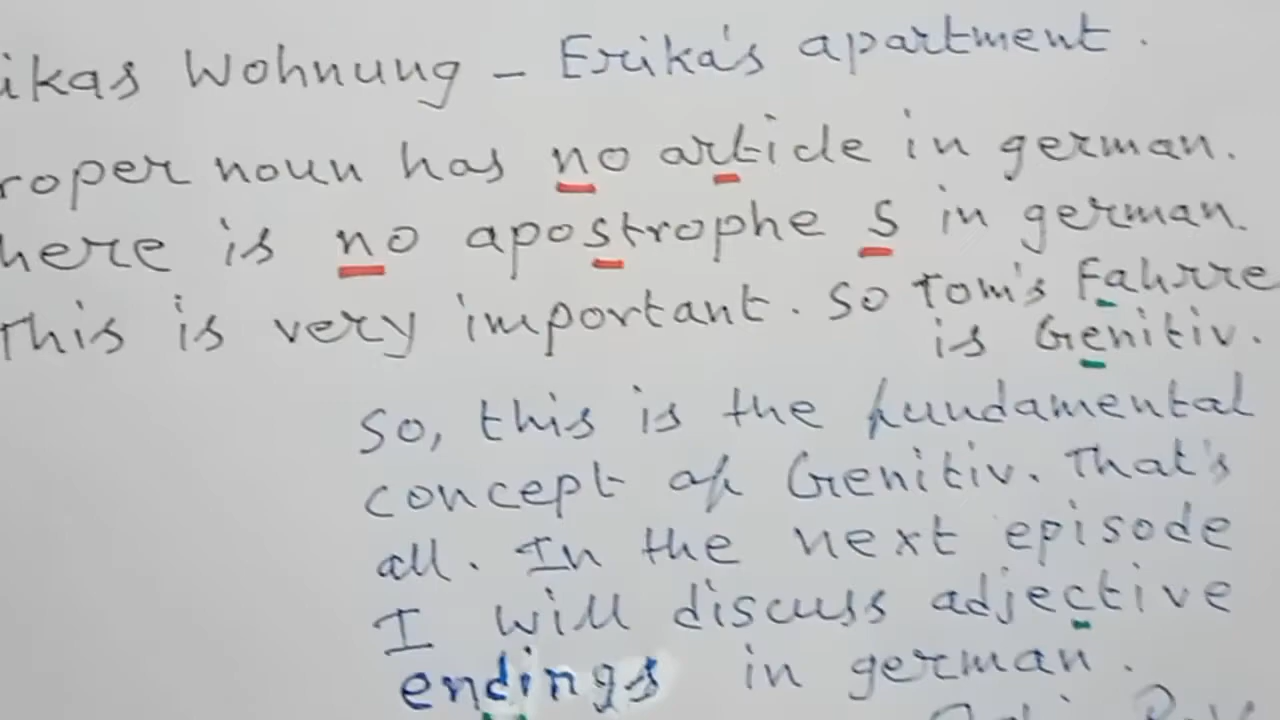 ikas Wohnung - Erika's apartment.
roper noun has no article in german.
here is no apostrophe s in german.
This is very important. So Tom's Fahrre
is Genitiv.
So, this is the fundamental
concept of Genitiv. That's
all. In the next episode
I will discuss adjective
endings in german.